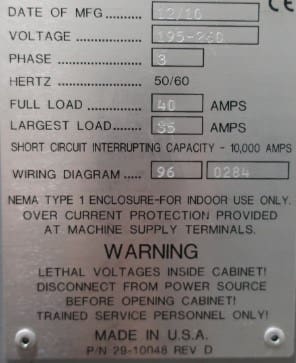 DATE OF MFG......... 12/10 CE
VOLTAGE ............... 195-260
PHASE .................. 3
HERTZ .................. 50/60
FULL LOAD ........... 40 AMPS
LARGEST LOAD....... 35 AMPS
SHORT CIRCUIT INTERRUPTING CAPACITY - 10,000 AMPS
WIRING DIAGRAM ..... 96 0284
NEMA TYPE 1 ENCLOSURE-FOR INDOOR USE ONLY.
OVER CURRENT PROTECTION PROVIDED
AT MACHINE SUPPLY TERMINALS.
WARNING
LETHAL VOLTAGES INSIDE CABINET!
DISCONNECT FROM POWER SOURCE
BEFORE OPENING CABINET!
TRAINED SERVICE PERSONNEL ONLY!
MADE IN U.S.A.
P/N 29-10048 REV D